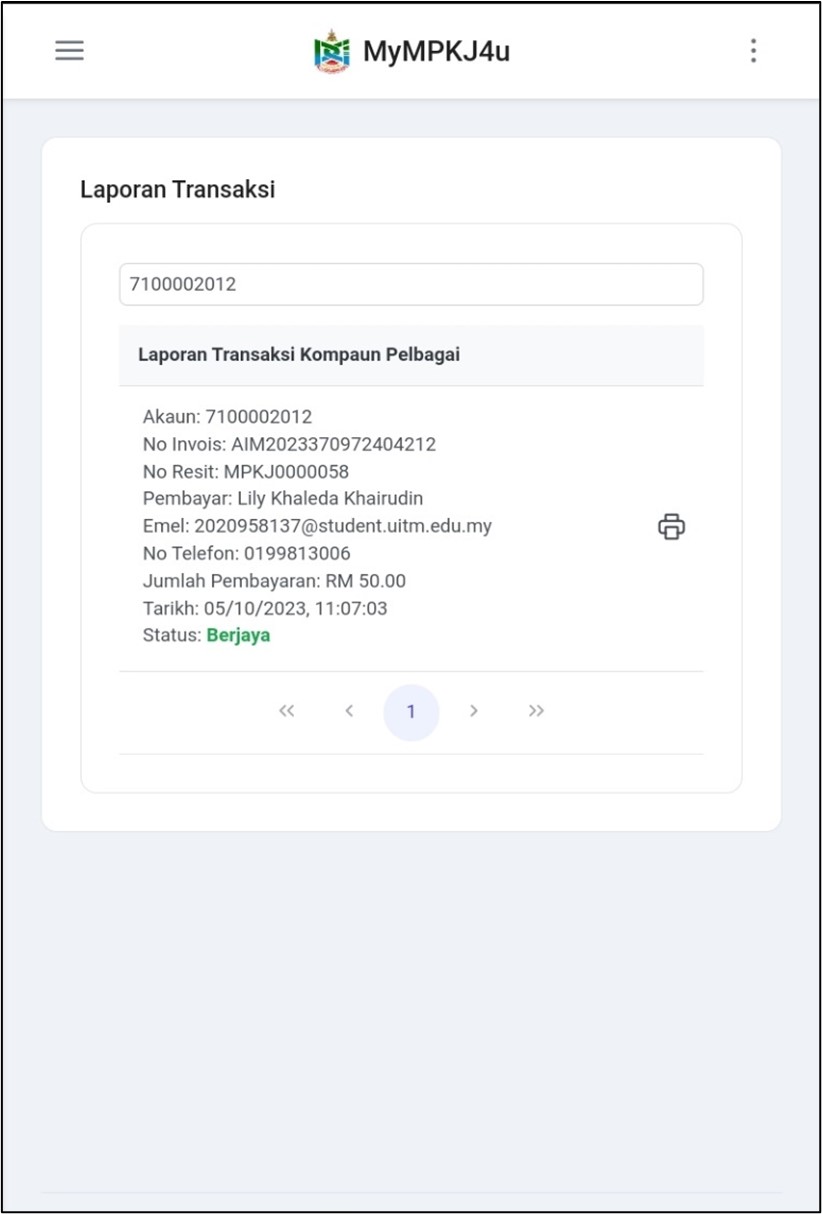 MyMPKJ4u
Laporan Transaksi
7100002012
Laporan Transaksi Kompaun Pelbagai
Akaun: 7100002012
No Invois: AIM2023370972404212
No Resit: MPKJ0000058
Pembayar: Lily Khaleda Khairudin
Emel: 2020958137@student.uitm.edu.my
No Telefon: 0199813006
Jumlah Pembayaran: RM 50.00
Tarikh: 05/10/2023, 11:07:03
Status: Berjaya
1